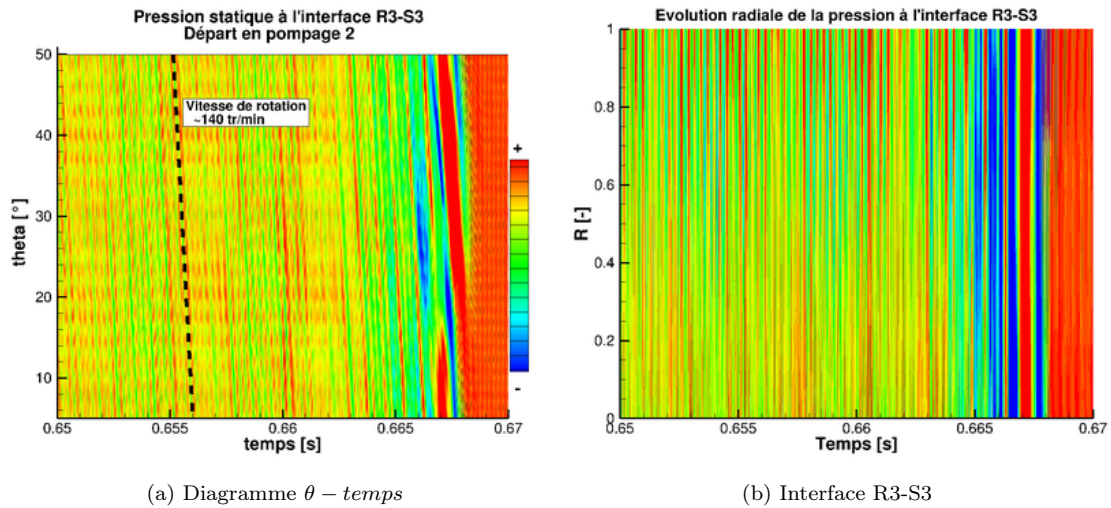 Pression statique à l'interface R3-S3
Départ en pompage 2
50
40
30
20
10
theta [°]
Vitesse de rotation
~140 tr/min
+
-
0.65
0.655
0.66
0.665
0.67
temps [s]
(a) Diagramme θ − temps
Evolution radiale de la pression à l'interface R3-S3
1
0.8
0.6
0.4
0.2
0
R [-]
0.65
0.655
0.66
0.665
0.67
Temps [s]
(b) Interface R3-S3